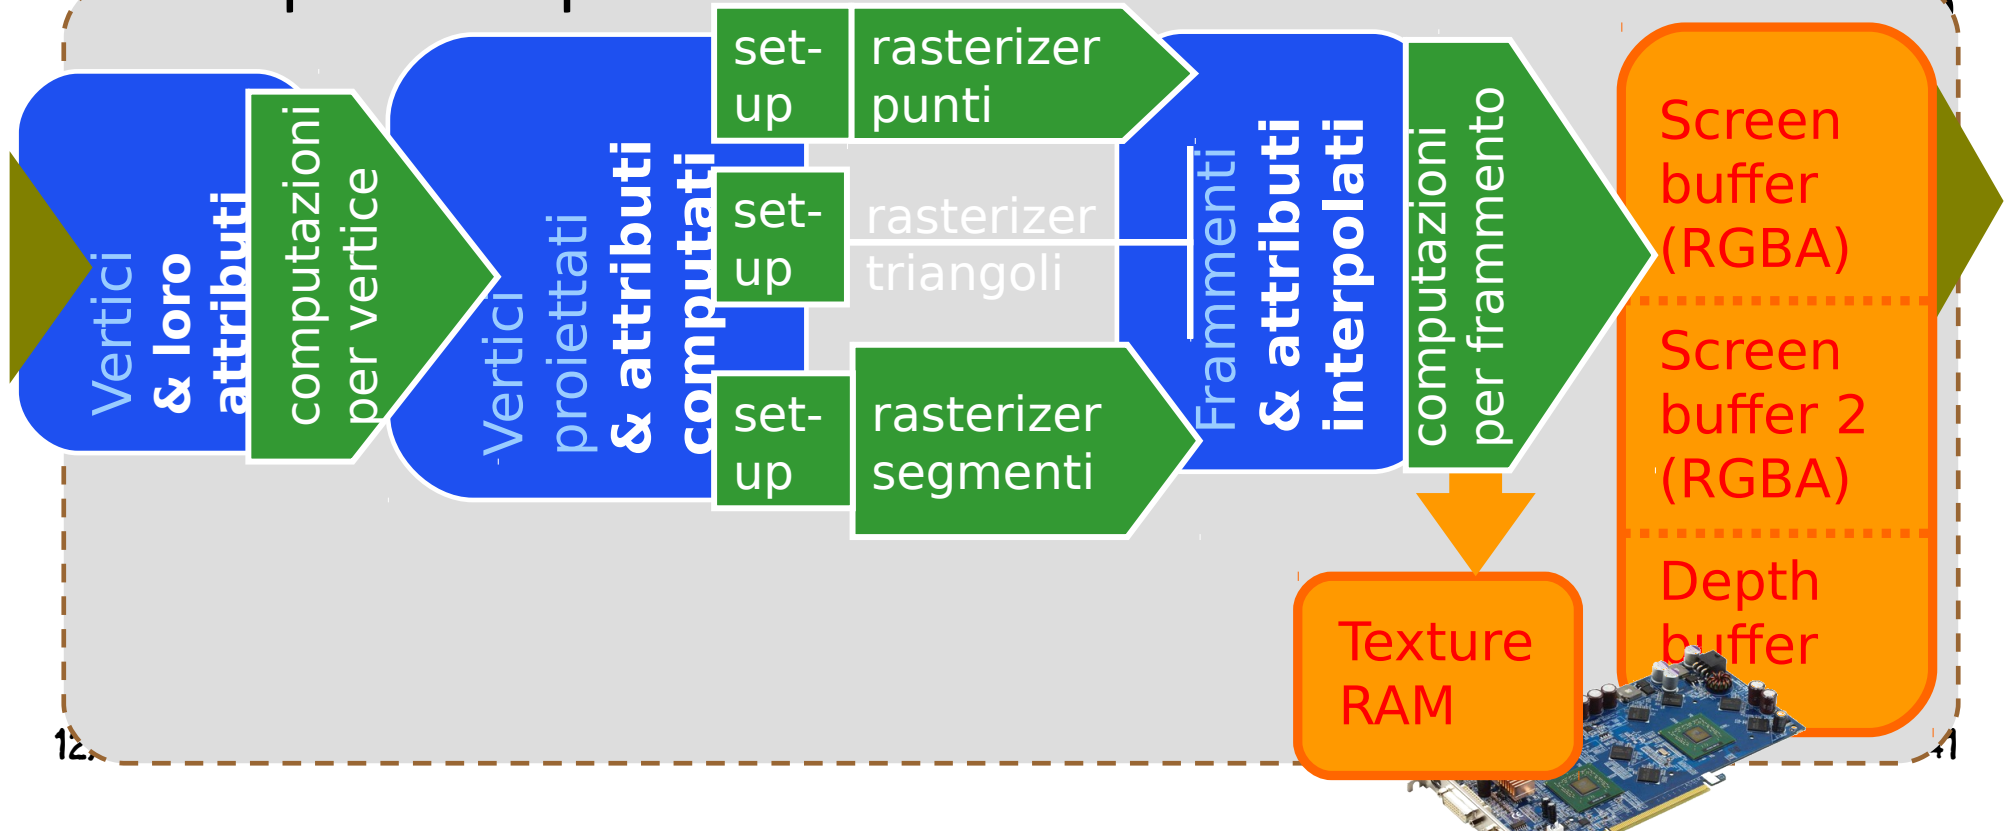 Vertici
& loro
attributi
computazioni
per vertice
Vertici
proiettati
& attributi
computati
set-
up
rasterizer
punti
set-
up
rasterizer
triangoli
set-
up
rasterizer
segmenti
Frammenti
& attributi
interpolati
computazioni
per frammento
Screen
buffer
(RGBA)
Screen
buffer 2
(RGBA)
Depth
buffer
Texture
RAM